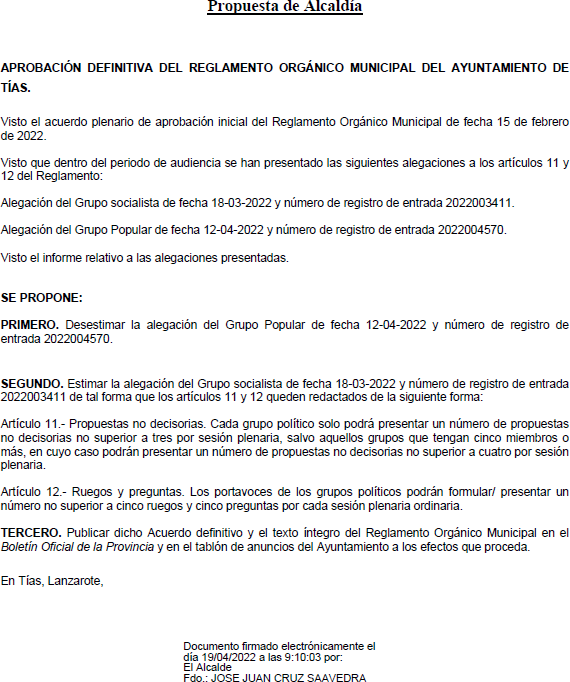 Propuesta de Alcaldía
APROBACIÓN DEFINITIVA DEL REGLAMENTO ORGÁNICO MUNICIPAL DEL AYUNTAMIENTO DE
TÍAS.
Visto el acuerdo plenario de aprobación inicial del Reglamento Orgánico Municipal de fecha 15 de febrero
de 2022.
Visto que dentro del periodo de audiencia se han presentado las siguientes alegaciones a los artículos 11 y
12 del Reglamento:
Alegación del Grupo socialista de fecha 18-03-2022 y número de registro de entrada 2022003411.
Alegación del Grupo Popular de fecha 12-04-2022 y número de registro de entrada 2022004570.
Visto el informe relativo a las alegaciones presentadas.
SE PROPONE:
PRIMERO. Desestimar la alegación del Grupo Popular de fecha 12-04-2022 y número de registro de
entrada 2022004570.
SEGUNDO. Estimar la alegación del Grupo socialista de fecha 18-03-2022 y número de registro de entrada
2022003411 de tal forma que los artículos 11 y 12 queden redactados de la siguiente forma:
Artículo 11.- Propuestas no decisorias. Cada grupo político solo podrá presentar un número de propuestas
no decisorias no superior a tres por sesión plenaria, salvo aquellos grupos que tengan cinco miembros o
más, en cuyo caso podrán presentar un número de propuestas no decisorias no superior a cuatro por sesión
plenaria.
Artículo 12.- Ruegos y preguntas. Los portavoces de los grupos políticos podrán formular/ presentar un
número no superior a cinco ruegos y cinco preguntas por cada sesión plenaria ordinaria.
TERCERO. Publicar dicho Acuerdo definitivo y el texto íntegro del Reglamento Orgánico Municipal en el
Boletín Oficial de la Provincia y en el tablón de anuncios del Ayuntamiento a los efectos que proceda.
En Tías, Lanzarote,
Documento firmado electrónicamente el
día 19/04/2022 a las 9:10:03 por:
El Alcalde
Fdo.: JOSE JUAN CRUZ SAAVEDRA